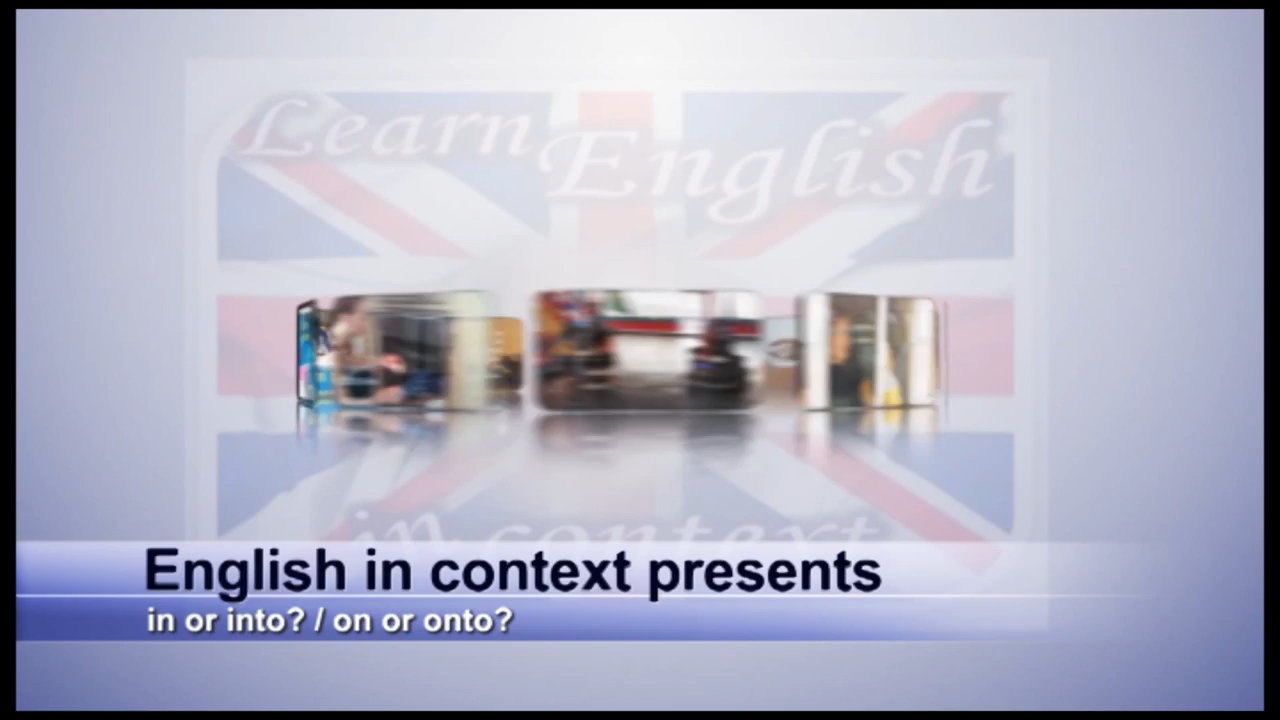 Learn English
in context
English in context presents
in or into? / on or onto?